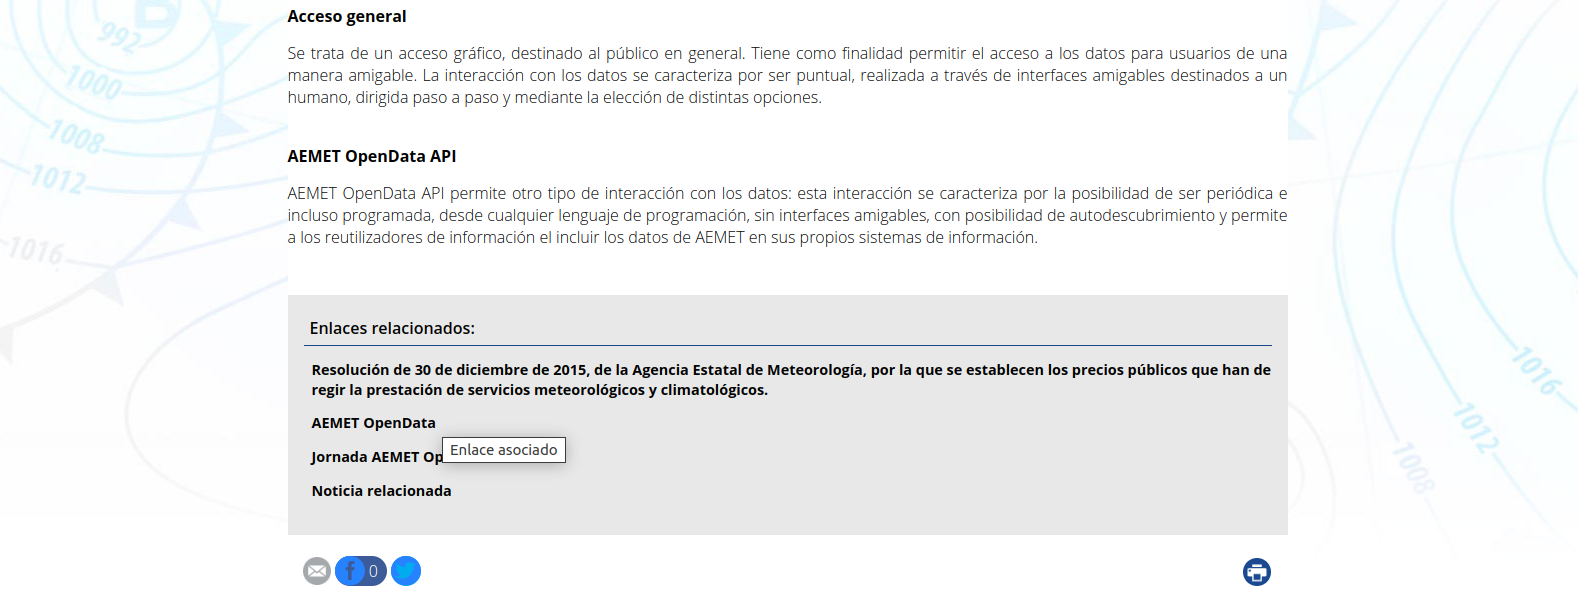 Acceso general
Se trata de un acceso gráfico, destinado al público en general. Tiene como finalidad permitir el acceso a los datos para usuarios de una
manera amigable. La interacción con los datos se caracteriza por ser puntual, realizada a través de interfaces amigables destinados a un
humano, dirigida paso a paso y mediante la elección de distintas opciones.
AEMET OpenData API
AEMET OpenData API permite otro tipo de interacción con los datos: esta interacción se caracteriza por la posibilidad de ser periódica e
incluso programada, desde cualquier lenguaje de programación, sin interfaces amigables, con posibilidad de autodescubrimiento y permite
a los reutilizadores de información el incluir los datos de AEMET en sus propios sistemas de información.
Enlaces relacionados:
Resolución de 30 de diciembre de 2015, de la Agencia Estatal de Meteorología, por la que se establecen los precios públicos que han de
regir la prestación de servicios meteorológicos y climatológicos.
AEMET OpenData
Enlace asociado
Jornada AEMET Op
Noticia relacionada
0
992
1000
1008
1012
1016
1016
1012
1008